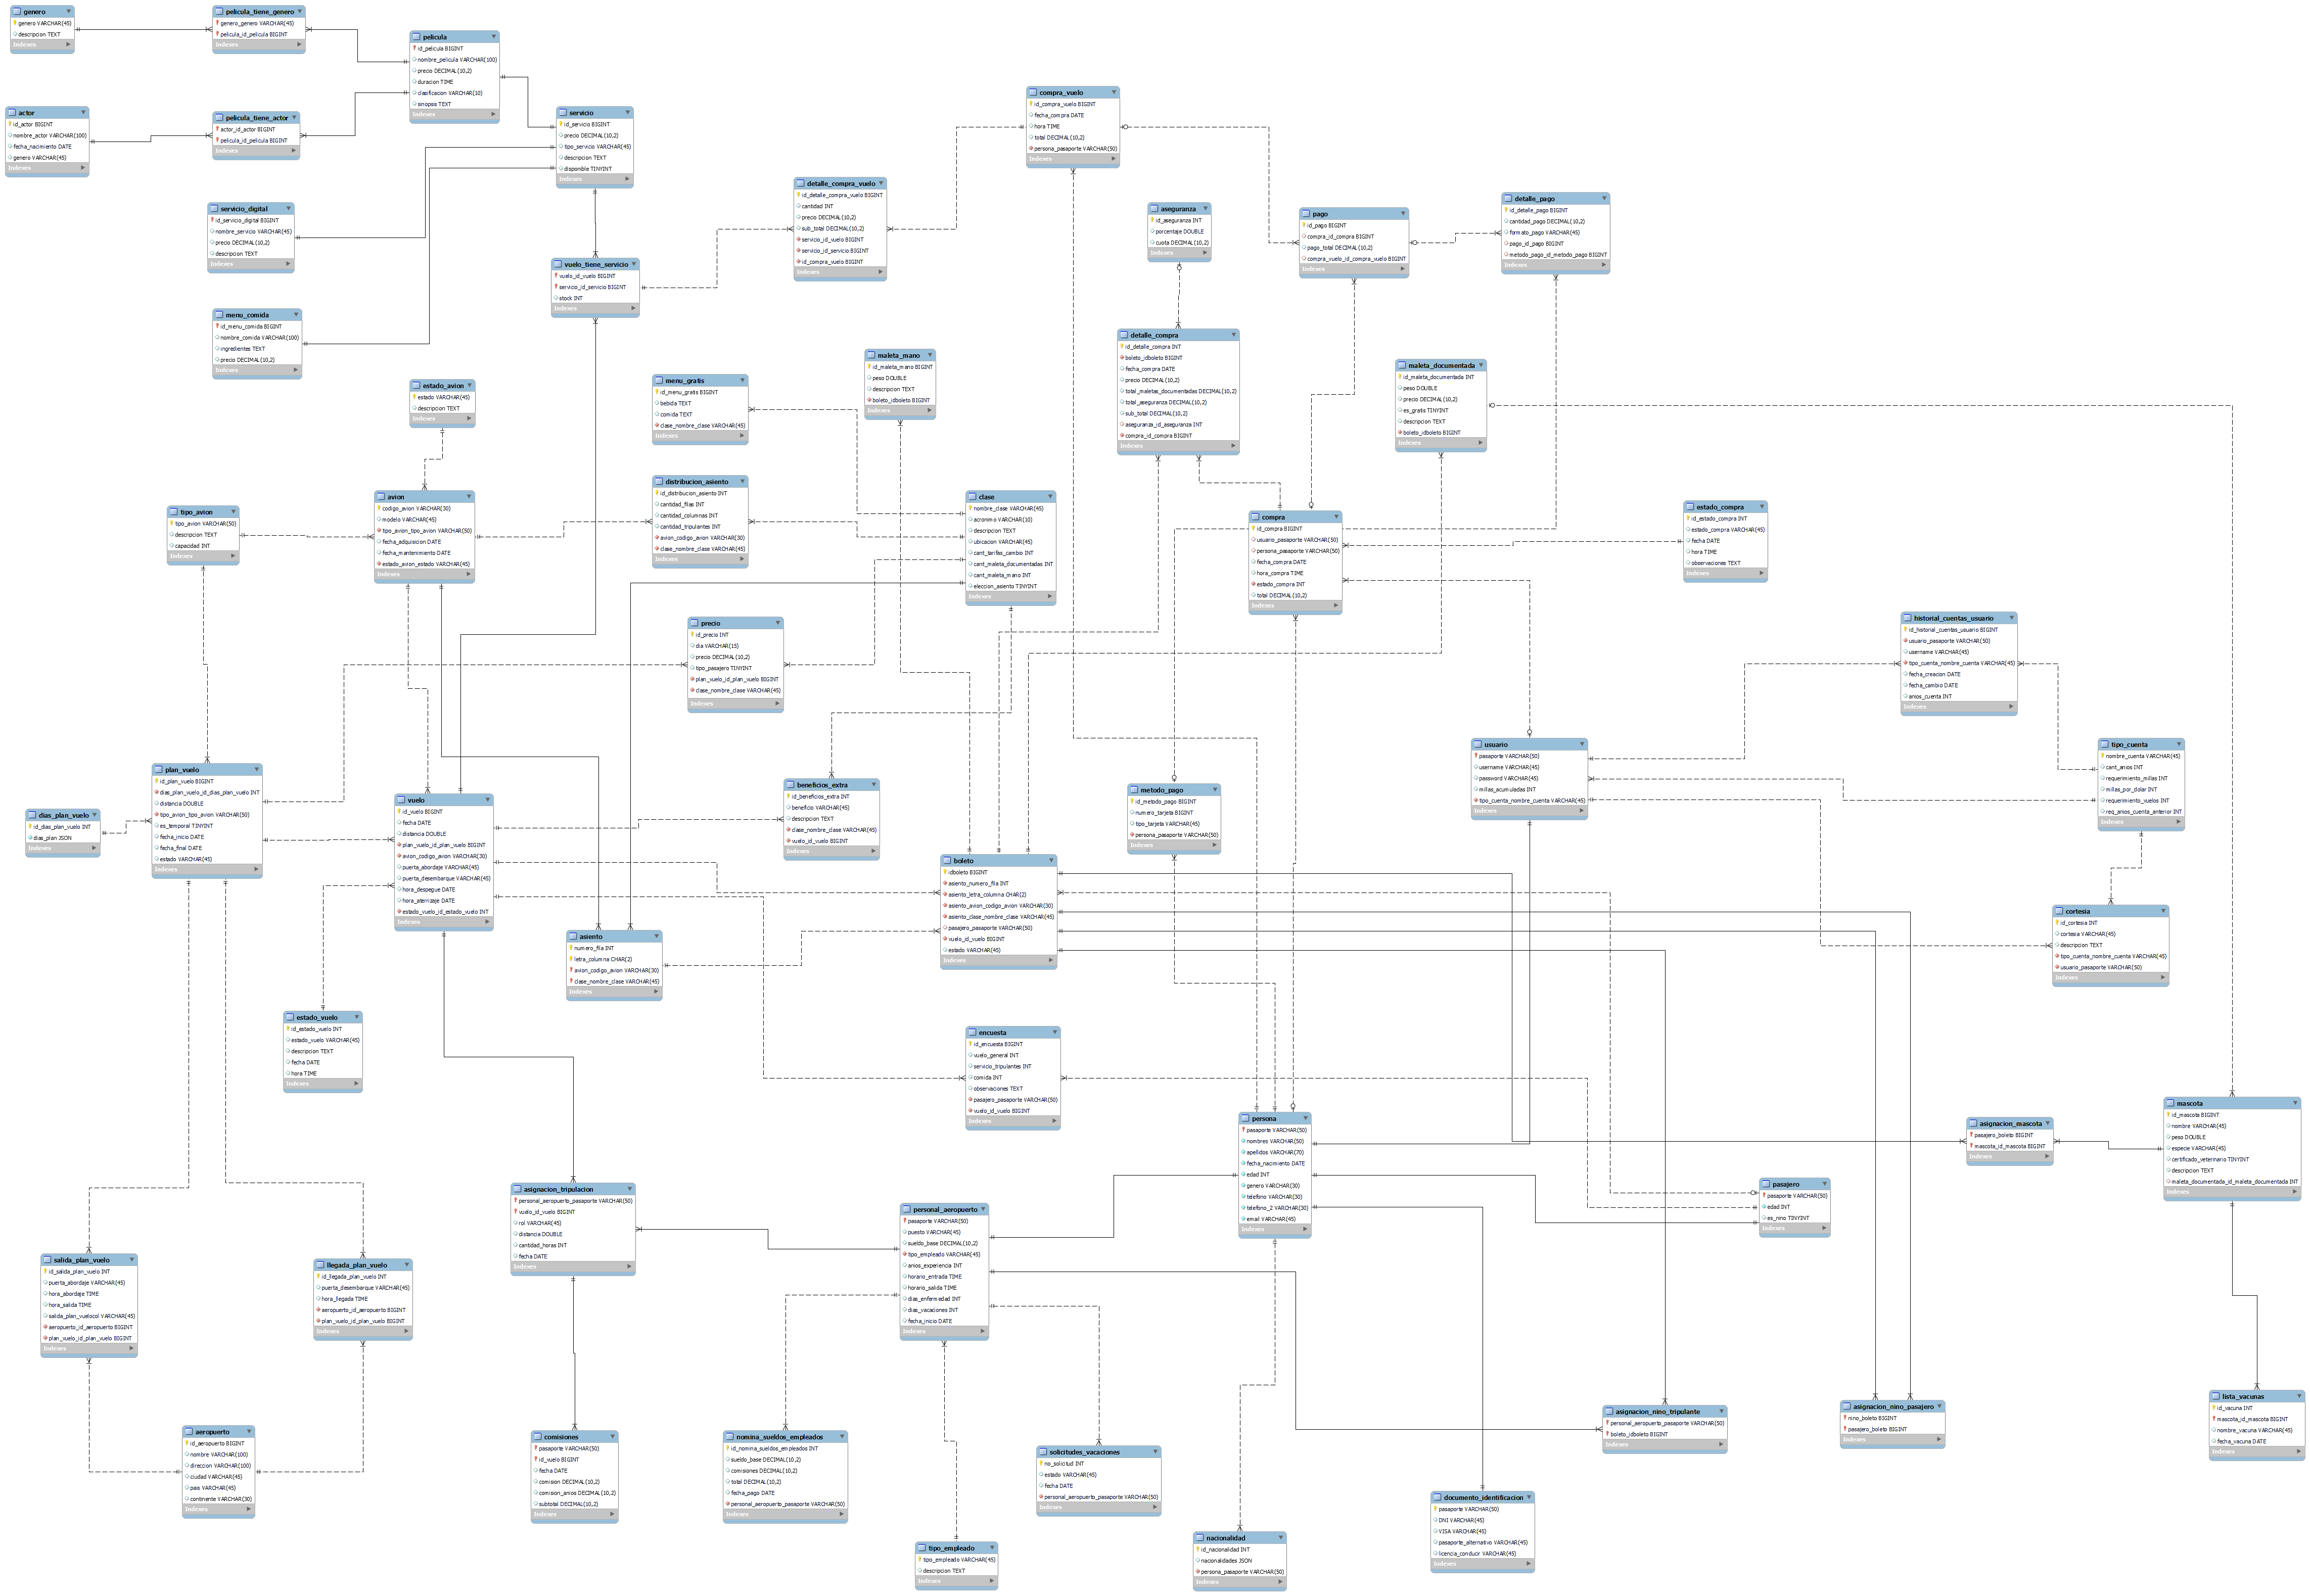 genero
genero VARCHAR(45)
descripcion TEXT
Indexes
pelicula_tiene_genero
genero_genero VARCHAR(45)
pelicula_id_pelicula BIGINT
Indexes
pelicula
id_pelicula BIGINT
nombre_pelicula VARCHAR(100)
precio DECIMAL(10,2)
duracion TIME
clasificacion VARCHAR(10)
sinopsis TEXT
Indexes
actor
id_actor BIGINT
nombre_actor VARCHAR(100)
fecha_nacimiento DATE
genero VARCHAR(45)
Indexes
pelicula_tiene_actor
actor_id_actor BIGINT
pelicula_id_pelicula BIGINT
Indexes
servicio
id_servicio BIGINT
precio DECIMAL(10,2)
tipo_servicio VARCHAR(45)
descripcion TEXT
disponible TINYINT
Indexes
compra_vuelo
id_compra_vuelo BIGINT
fecha_compra DATE
hora TIME
total DECIMAL(10,2)
persona_pasaporte VARCHAR(50)
Indexes
servicio_digital
id_servicio_digital BIGINT
nombre_servicio VARCHAR(45)
precio DECIMAL(10,2)
descripcion TEXT
Indexes
detalle_compra_vuelo
id_detalle_compra_vuelo BIGINT
cantidad INT
precio DECIMAL(10,2)
sub_total DECIMAL(10,2)
servicio_id_vuelo BIGINT
servicio_id_servicio BIGINT
id_compra_vuelo BIGINT
Indexes
aseguranza
id_aseguranza INT
porcentaje DOUBLE
cuota DECIMAL(10,2)
Indexes
pago
id_pago BIGINT
compra_id_compra BIGINT
pago_total DECIMAL(10,2)
compra_vuelo_id_compra_vuelo BIGINT
Indexes
detalle_pago
id_detalle_pago BIGINT
cantidad_pago DECIMAL(10,2)
formato_pago VARCHAR(45)
pago_id_pago BIGINT
metodo_pago_id_metodo_pago BIGINT
Indexes
vuelo_tiene_servicio
vuelo_id_vuelo BIGINT
servicio_id_servicio BIGINT
stock INT
Indexes
menu_comida
id_menu_comida BIGINT
nombre_comida VARCHAR(100)
ingredientes TEXT
precio DECIMAL(10,2)
Indexes
detalle_compra
id_detalle_compra INT
boleto_idboleto BIGINT
fecha_compra DATE
precio DECIMAL(10,2)
total_maletas_documentadas DECIMAL(10,2)
total_aseguranza DECIMAL(10,2)
sub_total DECIMAL(10,2)
aseguranza_id_aseguranza INT
compra_id_compra BIGINT
Indexes
maleta_mano
id_maleta_mano BIGINT
peso DOUBLE
descripcion TEXT
boleto_idboleto BIGINT
Indexes
maleta_documentada
id_maleta_documentada INT
peso DOUBLE
precio DECIMAL(10,2)
es_gratis TINYINT
descripcion TEXT
boleto_idboleto BIGINT
Indexes
estado_avion
estado VARCHAR(45)
descripcion TEXT
Indexes
menu_gratis
id_menu_gratis BIGINT
bebida TEXT
comida TEXT
clase_nombre_clase VARCHAR(45)
Indexes
distribucion_asiento
id_distribucion_asiento INT
cantidad_filas INT
cantidad_columnas INT
cantidad_tripulantes INT
avion_codigo_avion VARCHAR(30)
clase_nombre_clase VARCHAR(45)
Indexes
avion
codigo_avion VARCHAR(30)
modelo VARCHAR(45)
tipo_avion_tipo_avion VARCHAR(50)
fecha_adquisicion DATE
fecha_mantenimiento DATE
estado_avion_estado VARCHAR(45)
Indexes
clase
nombre_clase VARCHAR(45)
acronimo VARCHAR(10)
descripcion TEXT
ubicacion VARCHAR(45)
cant_tarifas_cambio INT
cant_maleta_documentadas INT
cant_maleta_mano INT
eleccion_asiento TINYINT
Indexes
tipo_avion
tipo_avion VARCHAR(50)
descripcion TEXT
capacidad INT
Indexes
compra
id_compra BIGINT
usuario_pasaporte VARCHAR(50)
persona_pasaporte VARCHAR(50)
fecha_compra DATE
hora_compra TIME
estado_compra INT
total DECIMAL(10,2)
Indexes
estado_compra
id_estado_compra INT
estado_compra VARCHAR(45)
fecha DATE
hora TIME
observaciones TEXT
Indexes
precio
id_precio INT
dia VARCHAR(15)
precio DECIMAL(10,2)
tipo_pasajero TINYINT
plan_vuelo_id_plan_vuelo BIGINT
clase_nombre_clase VARCHAR(45)
Indexes
historial_cuentas_usuario
id_historial_cuentas_usuario BIGINT
usuario_pasaporte VARCHAR(50)
username VARCHAR(45)
tipo_cuenta_nombre_cuenta VARCHAR(45)
fecha_creacion DATE
fecha_cambio DATE
anios_cuenta INT
Indexes
usuario
pasaporte VARCHAR(50)
username VARCHAR(45)
password VARCHAR(45)
millas_acumuladas INT
tipo_cuenta_nombre_cuenta VARCHAR(45)
Indexes
tipo_cuenta
nombre_cuenta VARCHAR(45)
cant_anios INT
requerimiento_millas INT
millas_por_dolar INT
requerimiento_vuelos INT
req_anios_cuenta_anterior INT
Indexes
plan_vuelo
id_plan_vuelo BIGINT
dias_plan_vuelo_id_dias_plan_vuelo INT
distancia DOUBLE
tipo_avion_tipo_avion VARCHAR(50)
es_temporal TINYINT
fecha_inicio DATE
fecha_final DATE
estado VARCHAR(45)
Indexes
dias_plan_vuelo
id_dias_plan_vuelo INT
dias_plan JSON
Indexes
vuelo
id_vuelo BIGINT
fecha DATE
distancia DOUBLE
plan_vuelo_id_plan_vuelo BIGINT
avion_codigo_avion VARCHAR(30)
puerta_abordaje VARCHAR(45)
puerta_desembarque VARCHAR(45)
hora_despegue DATE
hora_aterrizaje DATE
estado_vuelo_id_estado_vuelo INT
Indexes
beneficios_extra
id_beneficios_extra INT
beneficio VARCHAR(45)
descripcion TEXT
clase_nombre_clase VARCHAR(45)
vuelo_id_vuelo BIGINT
Indexes
metodo_pago
id_metodo_pago BIGINT
numero_tarjeta BIGINT
tipo_tarjeta VARCHAR(45)
persona_pasaporte VARCHAR(50)
Indexes
boleto
idboleto BIGINT
asiento_numero_fila INT
asiento_letra_columna CHAR(2)
asiento_avion_codigo_avion VARCHAR(30)
asiento_clase_nombre_clase VARCHAR(45)
pasajero_pasaporte VARCHAR(50)
vuelo_id_vuelo BIGINT
estado VARCHAR(45)
Indexes
asiento
numero_fila INT
letra_columna CHAR(2)
avion_codigo_avion VARCHAR(30)
clase_nombre_clase VARCHAR(45)
Indexes
cortesia
id_cortesia INT
cortesia VARCHAR(45)
descripcion TEXT
tipo_cuenta_nombre_cuenta VARCHAR(45)
usuario_pasaporte VARCHAR(50)
Indexes
estado_vuelo
id_estado_vuelo INT
estado_vuelo VARCHAR(45)
descripcion TEXT
fecha DATE
hora TIME
Indexes
encuesta
id_encuesta BIGINT
vuelo_general INT
servicio_tripulantes INT
comida INT
observaciones TEXT
pasajero_pasaporte VARCHAR(50)
vuelo_id_vuelo BIGINT
Indexes
persona
pasaporte VARCHAR(50)
nombres VARCHAR(50)
apellidos VARCHAR(70)
fecha_nacimiento DATE
edad INT
genero VARCHAR(30)
telefono VARCHAR(30)
telefono_2 VARCHAR(30)
email VARCHAR(45)
Indexes
asignacion_mascota
pasajero_boleto BIGINT
mascota_id_mascota BIGINT
Indexes
mascota
id_mascota BIGINT
nombre VARCHAR(45)
peso DOUBLE
especie VARCHAR(45)
certificado_veterinario TINYINT
descripcion TEXT
maleta_documentada_id_maleta_documentada INT
Indexes
pasajero
pasaporte VARCHAR(50)
edad INT
es_nino TINYINT
Indexes
asignacion_tripulacion
personal_aeropuerto_pasaporte VARCHAR(50)
vuelo_id_vuelo BIGINT
rol VARCHAR(45)
distancia DOUBLE
cantidad_horas INT
fecha DATE
Indexes
personal_aeropuerto
pasaporte VARCHAR(50)
puesto VARCHAR(45)
sueldo_base DECIMAL(10,2)
tipo_empleado VARCHAR(45)
anios_experiencia INT
horario_entrada TIME
horario_salida TIME
dias_enfermedad INT
dias_vacaciones INT
fecha_inicio DATE
Indexes
salida_plan_vuelo
id_salida_plan_vuelo INT
puerta_abordaje VARCHAR(45)
hora_abordaje TIME
hora_salida TIME
salida_plan_vuelocol VARCHAR(45)
aeropuerto_id_aeropuerto BIGINT
plan_vuelo_id_plan_vuelo BIGINT
Indexes
llegada_plan_vuelo
id_llegada_plan_vuelo INT
puerta_desembarque VARCHAR(45)
hora_llegada TIME
aeropuerto_id_aeropuerto BIGINT
plan_vuelo_id_plan_vuelo BIGINT
Indexes
aeropuerto
id_aeropuerto BIGINT
nombre VARCHAR(100)
direccion VARCHAR(100)
ciudad VARCHAR(45)
pais VARCHAR(45)
continente VARCHAR(30)
Indexes
comisiones
pasaporte VARCHAR(50)
id_vuelo BIGINT
fecha DATE
comision DECIMAL(10,2)
comision_anios DECIMAL(10,2)
subtotal DECIMAL(10,2)
Indexes
nomina_sueldos_empleados
id_nomina_sueldos_empleados INT
sueldo_base DECIMAL(10,2)
comisiones DECIMAL(10,2)
total DECIMAL(10,2)
fecha_pago DATE
personal_aeropuerto_pasaporte VARCHAR(50)
Indexes
solicitudes_vacaciones
no_solicitud INT
estado VARCHAR(45)
fecha DATE
personal_aeropuerto_pasaporte VARCHAR(50)
Indexes
asignacion_nino_tripulante
personal_aeropuerto_pasaporte VARCHAR(50)
boleto_idboleto BIGINT
Indexes
asignacion_nino_pasajero
nino_boleto BIGINT
pasajero_boleto BIGINT
Indexes
lista_vacunas
id_vacuna INT
mascota_id_mascota BIGINT
nombre_vacuna VARCHAR(45)
fecha_vacuna DATE
Indexes
documento_identificacion
pasaporte VARCHAR(50)
DNI VARCHAR(45)
VISA VARCHAR(45)
pasaporte_alternativo VARCHAR(45)
licencia_conducir VARCHAR(45)
Indexes
nacionalidad
id_nacionalidad INT
nacionalidades JSON
persona_pasaporte VARCHAR(50)
Indexes
tipo_empleado
tipo_empleado VARCHAR(45)
descripcion TEXT
Indexes